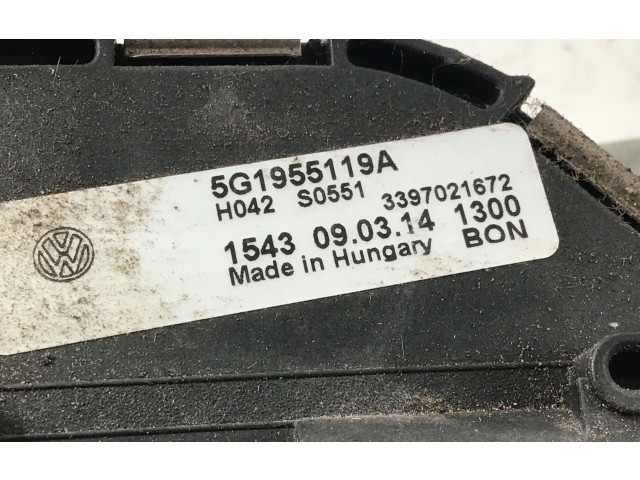 5G1955119A
H042 S0551 3397021672
1543 09.03.14 1300
Made in Hungary BON